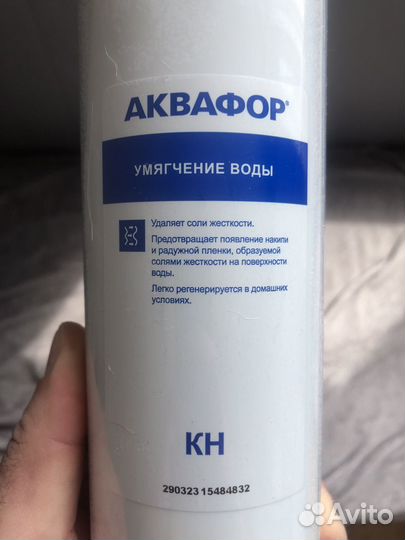 АКВАФОР®
УМЯГЧЕНИЕ ВОДЫ
Удаляет соли жесткости.
Предотвращает появление накипи
и радужной пленки, образуемой
солями жесткости на поверхности
воды.
Легко регенерируется в домашних
условиях.
КН
290323 15484832
Avito